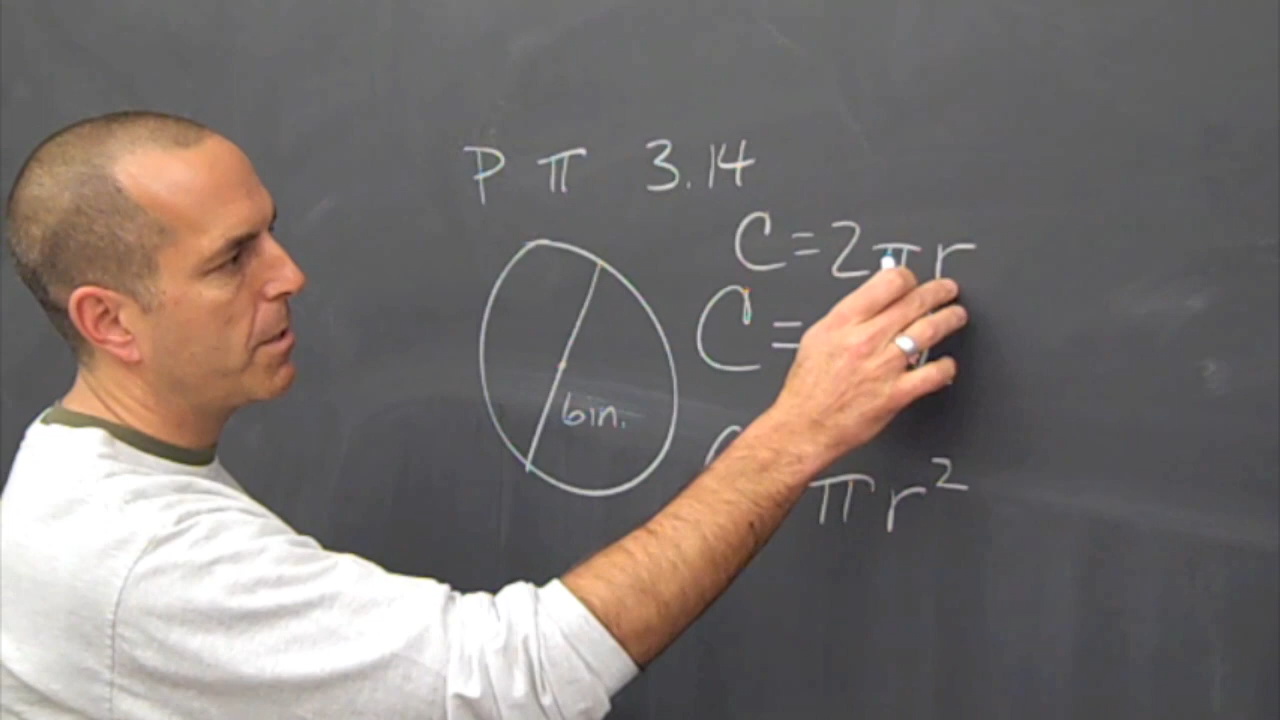 P π 3.14
C=2πr
C=
6in.
πr²